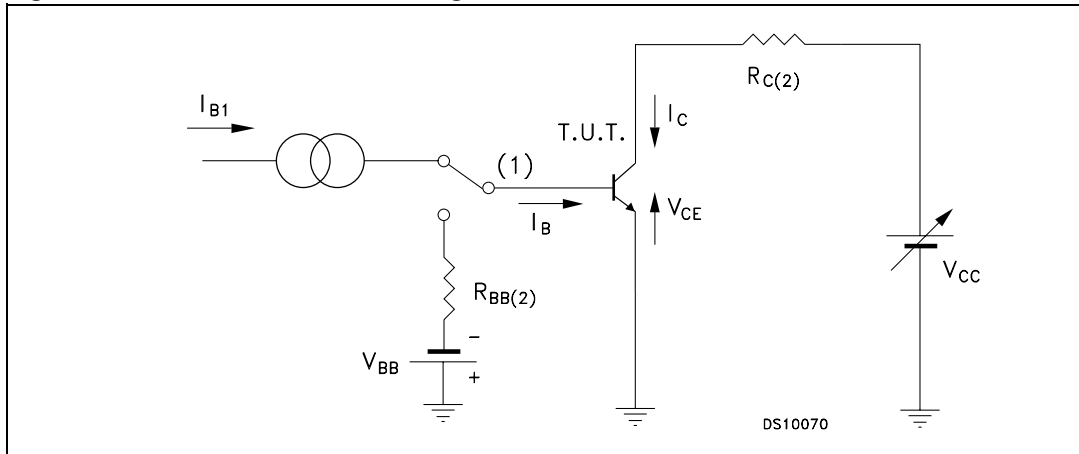 I_B1
R_C(2)
I_C
T.U.T.
(1)
V_CE
I_B
V_CC
R_BB(2)
-
V_BB
+
DS10070